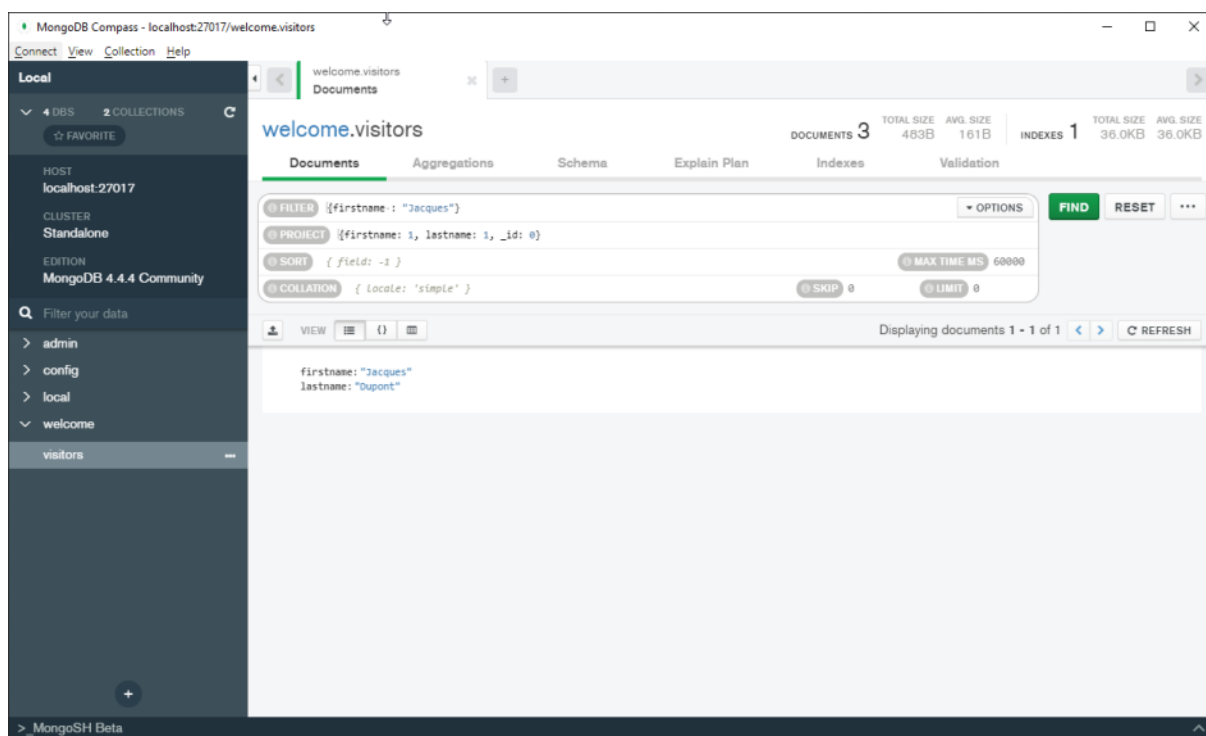 MongoDB Compass - localhost:27017/welcome.visitors
Connect View Collection Help
Local
4 DBS 2 COLLECTIONS
☆ FAVORITE
HOST
localhost:27017
CLUSTER
Standalone
EDITION
MongoDB 4.4.4 Community
Filter your data
admin
config
local
welcome
visitors
>_MongoSH Beta
welcome.visitors
Documents
welcome.visitors
DOCUMENTS 3 TOTAL SIZE 483B AVG. SIZE 161B INDEXES 1 TOTAL SIZE 36.0KB AVG. SIZE 36.0KB
Documents Aggregations Schema Explain Plan Indexes Validation
FILTER {firstname : "Jacques"} OPTIONS FIND RESET ...
PROJECT {firstname: 1, lastname: 1, _id: 0}
SORT { field: -1 } MAX TIME MS 60000
COLLATION { locale: 'simple' } SKIP 0 LIMIT 0
VIEW {} Displaying documents 1 - 1 of 1 < > REFRESH
firstname: "Jacques"
lastname: "Dupont"